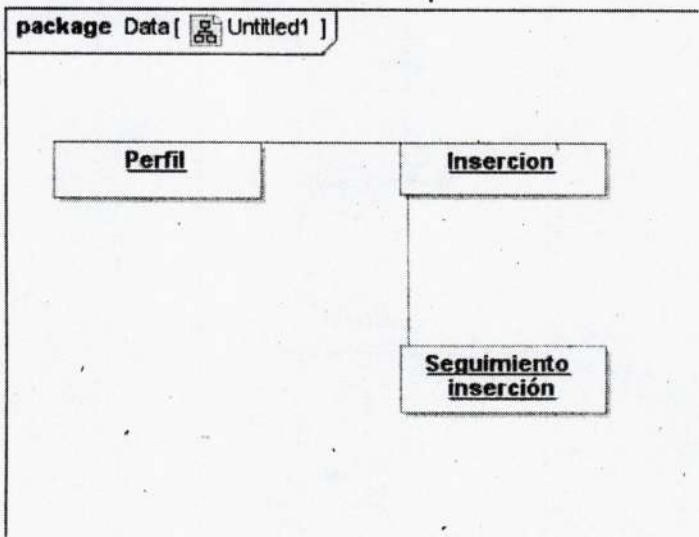 package Data [ Untitled1 ]
Perfil
Insercion
Seguimiento
inserción